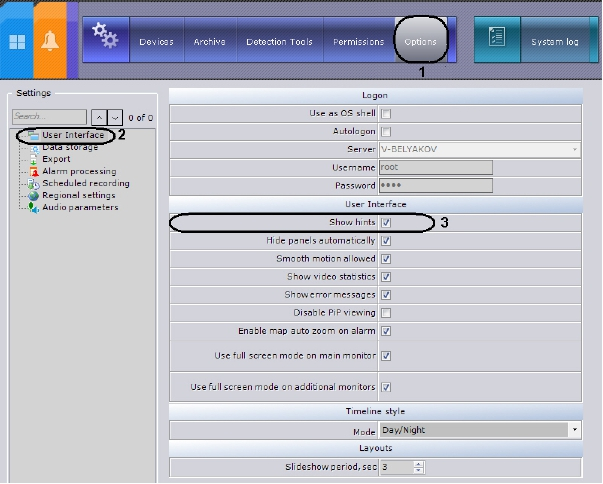 Devices Archive Detection Tools Permissions Options System log
1
Settings
Search... 0 of 0
User Interface 2
Data storage
Export
Alarm processing
Scheduled recording
Regional settings
Audio parameters
Logon
Use as OS shell
Autologon
Server V-BELYAKOV
Username root
Password ••••
User Interface
Show hints 3
Hide panels automatically
Smooth motion allowed
Show video statistics
Show error messages
Disable PiP viewing
Enable map auto zoom on alarm
Use full screen mode on main monitor
Use full screen mode on additional monitors
Timeline style
Mode Day/Night
Layouts
Slideshow period, sec 3